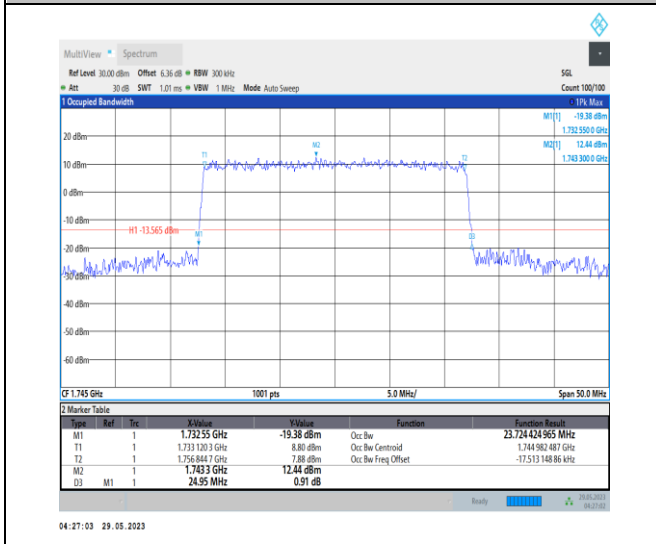 MultiView Spectrum
Ref Level 30.00 dBm Offset 6.36 dB RBW 300 kHz SGL
Att 30 dB SWT 1.01 ms VBW 1 MHz Mode Auto Sweep Count 100/100
1 Occupied Bandwidth 1Pk Max
M1[1] -19.38 dBm
1.732 550 0 GHz
M2[1] 12.44 dBm
1.743 300 0 GHz
20 dBm
10 dBm
0 dBm
-10 dBm
-20 dBm
-30 dBm
-40 dBm
-50 dBm
-60 dBm
T1
M2
T2
H1 -13.565 dBm
M1
D3
CF 1.745 GHz 1001 pts 5.0 MHz/ Span 50.0 MHz
2 Marker Table
Type Ref Trc X-Value Y-Value Function Function Result
M1 1 1.732 55 GHz -19.38 dBm Occ Bw 23.724 424 965 MHz
T1 1 1.733 120 3 GHz 8.80 dBm Occ Bw Centroid 1.744 982 487 GHz
T2 1 1.756 844 7 GHz 7.88 dBm Occ Bw Freq Offset -17.513 148 86 kHz
M2 1 1.743 3 GHz 12.44 dBm
D3 M1 1 24.95 MHz 0.91 dB
Ready 29.05.2023
04:27:02
04:27:03 29.05.2023